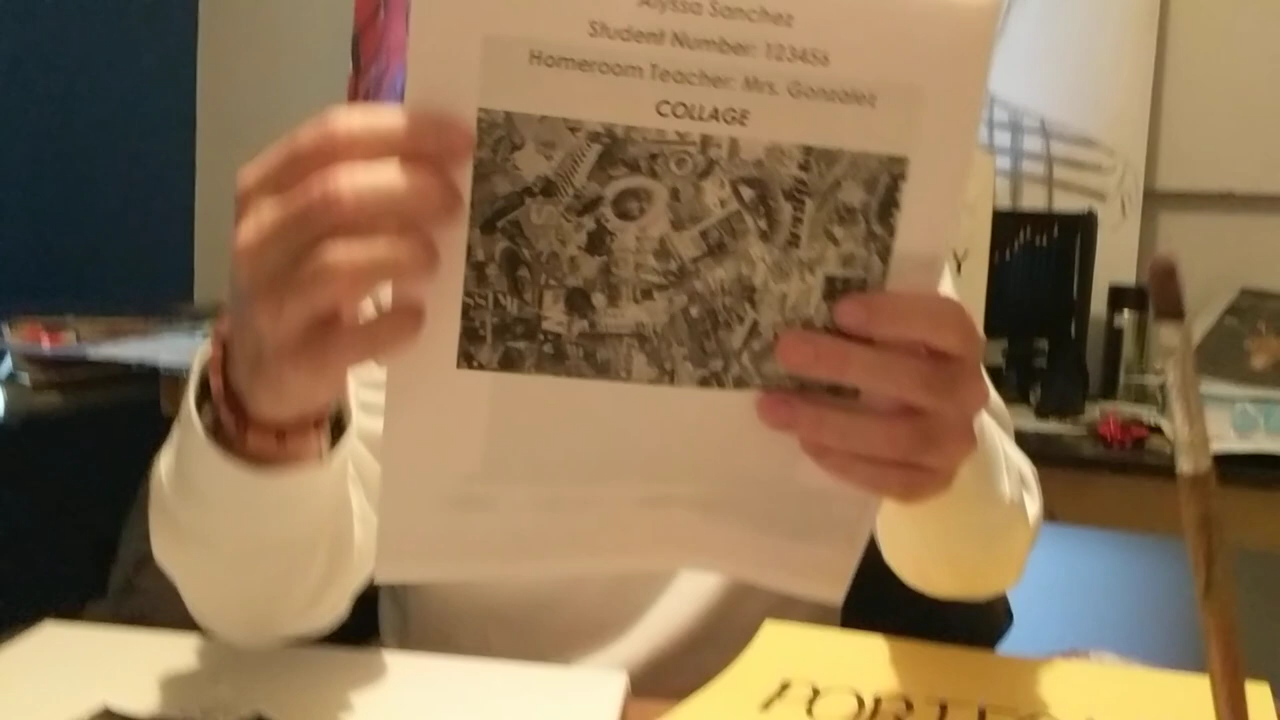 Alyssa Sanchez
Student Number: 123456
Homeroom Teacher: Mrs. Gonzalez
COLLAGE